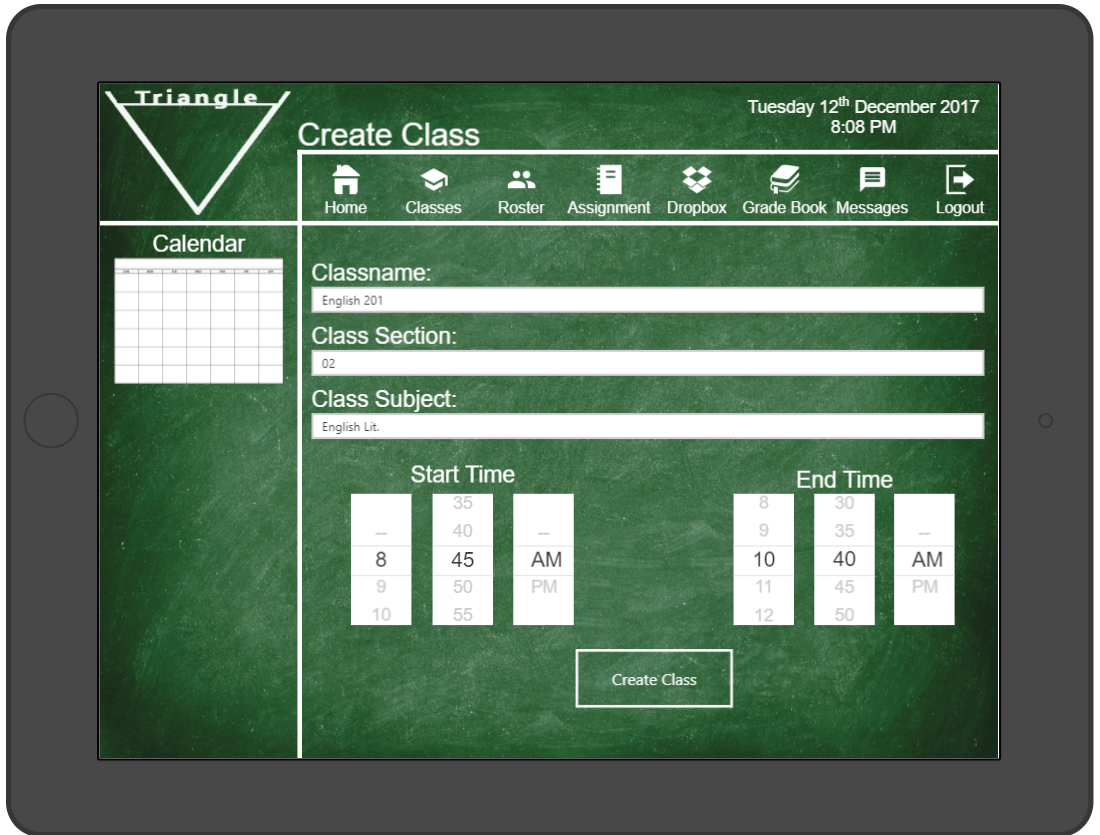 Triangle
Create Class
Tuesday 12th December 2017
8:08 PM
Home Classes Roster Assignment Dropbox Grade Book Messages Logout
Calendar
Classname:
English 201
Class Section:
02
Class Subject:
English Lit.
Start Time
35
-- 40 --
8 45 AM
9 50 PM
10 55
End Time
8 30
9 35 --
10 40 AM
11 45 PM
12 50
Create Class